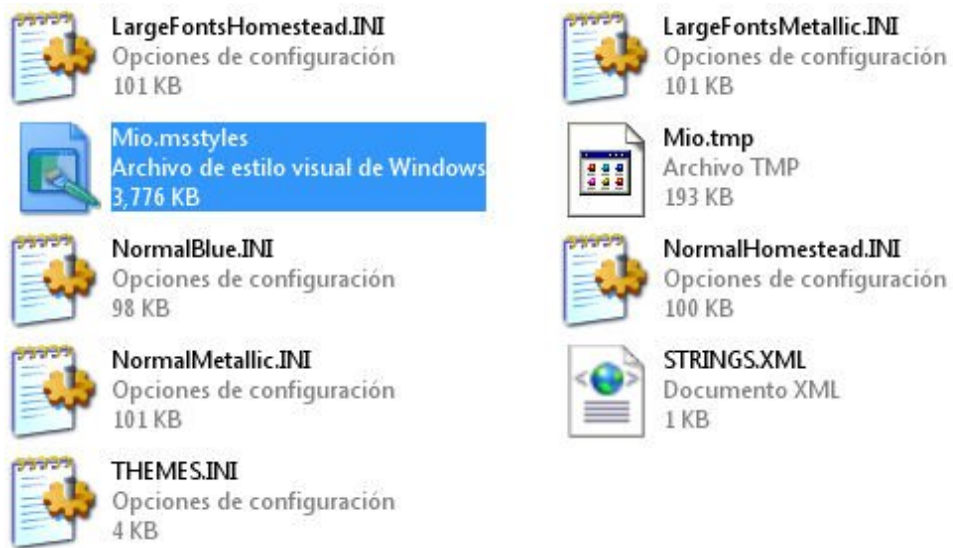 LargeFontsHomestead.INI
Opciones de configuración
101 KB
LargeFontsMetallic.INI
Opciones de configuración
101 KB
Mio.msstyles
Archivo de estilo visual de Windows
3,776 KB
Mio.tmp
Archivo TMP
193 KB
NormalBlue.INI
Opciones de configuración
98 KB
NormalHomestead.INI
Opciones de configuración
100 KB
NormalMetallic.INI
Opciones de configuración
101 KB
STRINGS.XML
Documento XML
1 KB
THEMES.INI
Opciones de configuración
4 KB